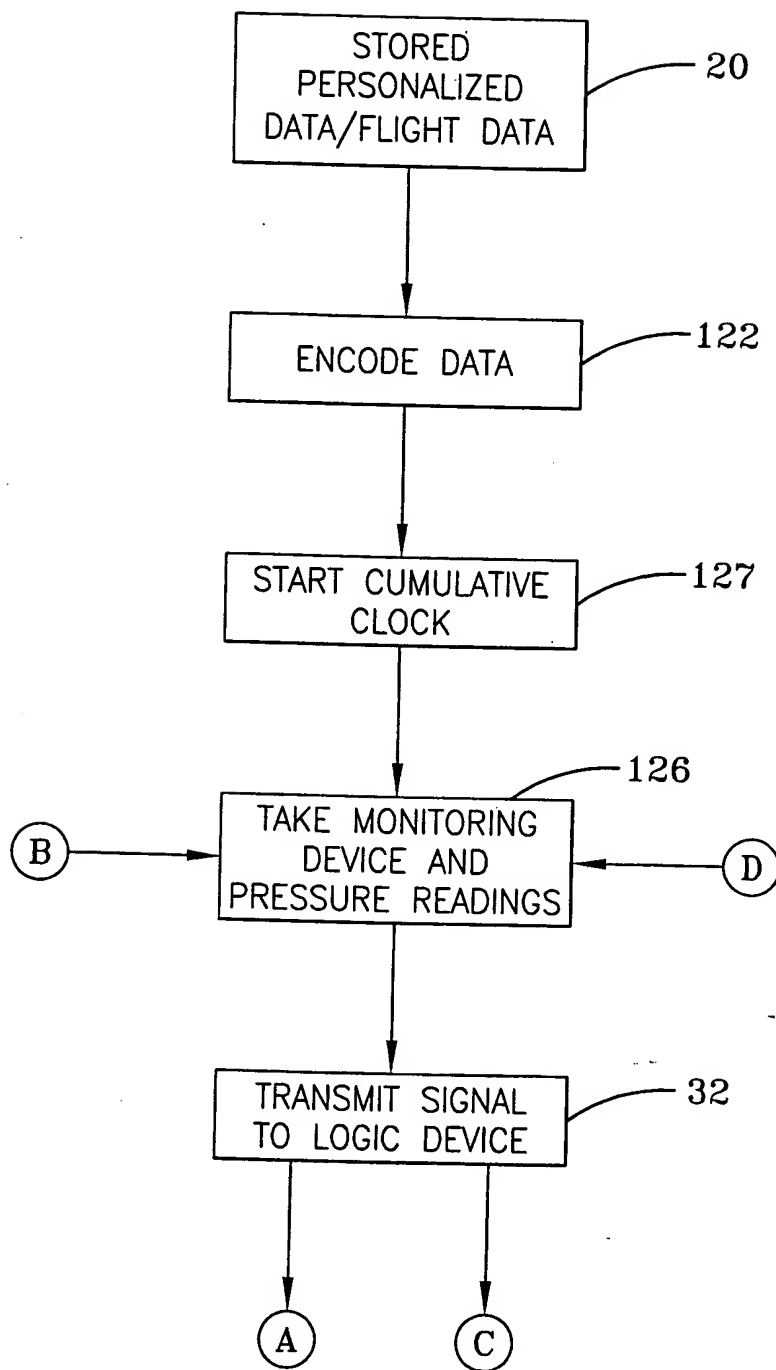 STORED
PERSONALIZED
DATA/FLIGHT DATA
20
ENCODE DATA
122
START CUMULATIVE
CLOCK
127
126
TAKE MONITORING
DEVICE AND
PRESSURE READINGS
B
D
TRANSMIT SIGNAL
TO LOGIC DEVICE
32
A
C